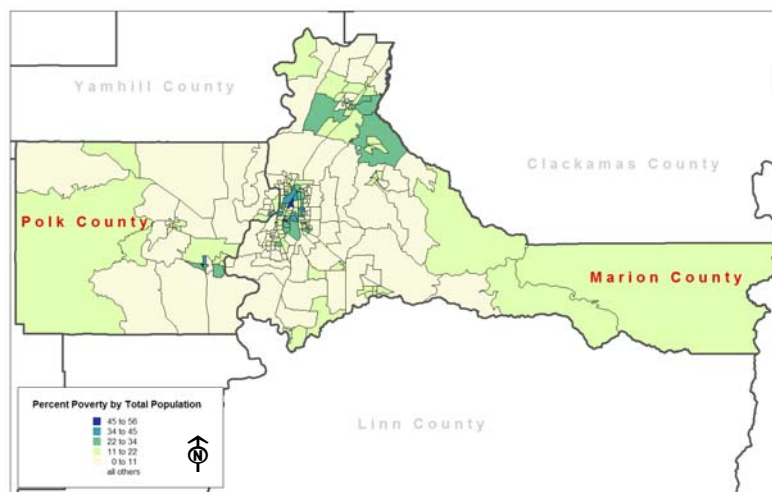 Yamhill County
Clackamas County
Polk County
Marion County
Linn County
Percent Poverty by Total Population
45 to 56
34 to 45
22 to 34
11 to 22
0 to 11
all others
N